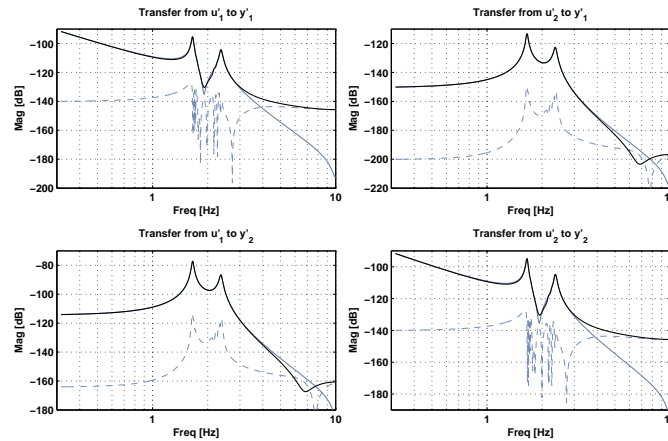 Transfer from u'1 to y'1
Mag [dB]
-100
-120
-140
-160
-180
-200
1
10
Freq [Hz]
Transfer from u'2 to y'1
Mag [dB]
-120
-140
-160
-180
-200
-220
1
1
Freq [Hz]
Transfer from u'1 to y'2
Mag [dB]
-80
-100
-120
-140
-160
-180
1
10
Freq [Hz]
Transfer from u'2 to y'2
Mag [dB]
-100
-120
-140
-160
-180
1
1
Freq [Hz]